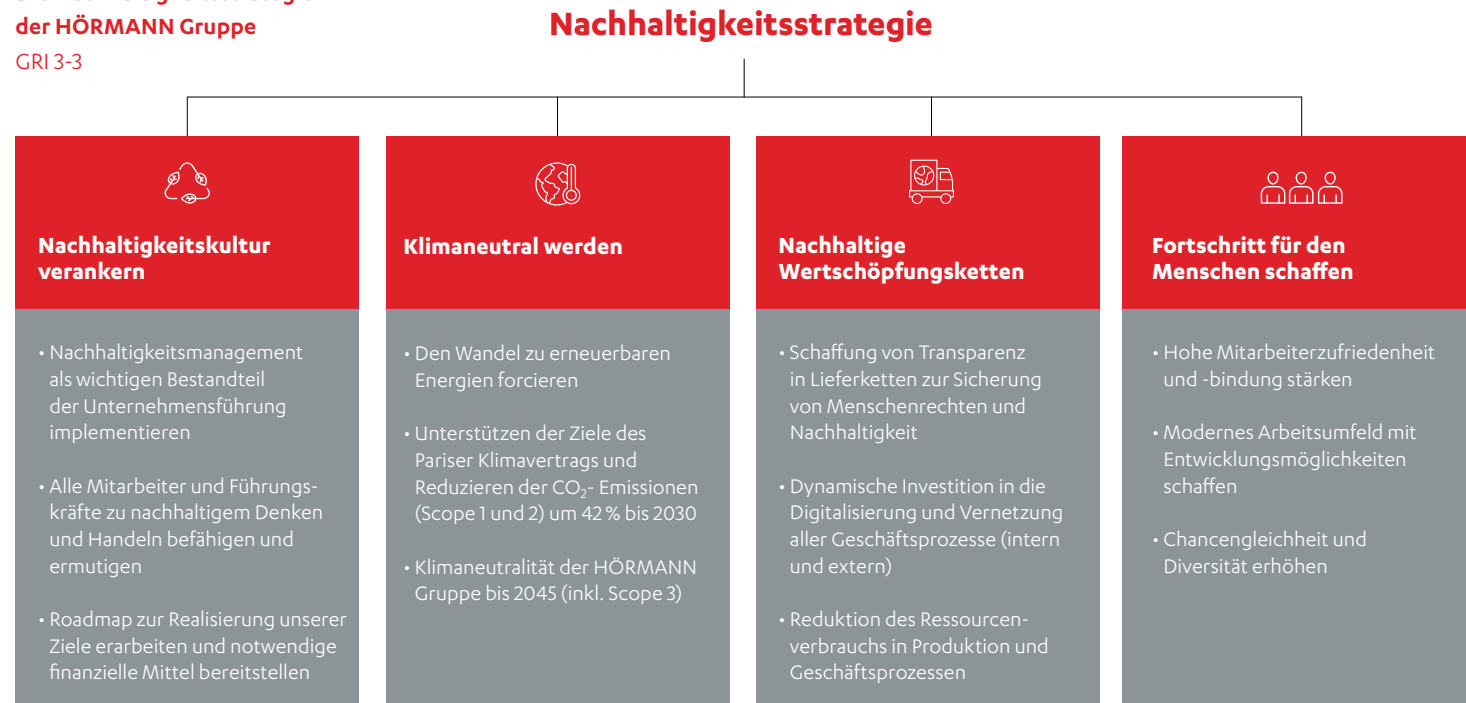 der HÖRMANN Gruppe
GRI 3-3
Nachhaltigkeitsstrategie
Nachhaltigkeitskultur
verankern
• Nachhaltigkeitsmanagement
als wichtigen Bestandteil
der Unternehmensführung
implementieren
• Alle Mitarbeiter und Führungs-
kräfte zu nachhaltigem Denken
und Handeln befähigen und
ermutigen
• Roadmap zur Realisierung unserer
Ziele erarbeiten und notwendige
finanzielle Mittel bereitstellen
Klimaneutral werden
• Den Wandel zu erneuerbaren
Energien forcieren
• Unterstützen der Ziele des
Pariser Klimavertrags und
Reduzieren der CO₂- Emissionen
(Scope 1 und 2) um 42 % bis 2030
• Klimaneutralität der HÖRMANN
Gruppe bis 2045 (inkl. Scope 3)
Nachhaltige
Wertschöpfungsketten
• Schaffung von Transparenz
in Lieferketten zur Sicherung
von Menschenrechten und
Nachhaltigkeit
• Dynamische Investition in die
Digitalisierung und Vernetzung
aller Geschäftsprozesse (intern
und extern)
• Reduktion des Ressourcen-
verbrauchs in Produktion und
Geschäftsprozessen
Fortschritt für den
Menschen schaffen
• Hohe Mitarbeiterzufriedenheit
und -bindung stärken
• Modernes Arbeitsumfeld mit
Entwicklungsmöglichkeiten
schaffen
• Chancengleichheit und
Diversität erhöhen